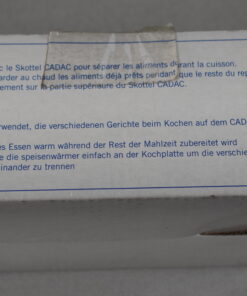 c le Skottel CADAC pour séparer les aliments durant la cuisson.
arder au chaud les aliments déjà prêts pendant que le reste du rep
ement sur la partie supérieure du Skottel CADAC.
erwendet, die verschiedenen Gerichte beim Kochen auf dem CAD
es Essen warm während der Rest der Mahlzeit zubereitet wird
e die speisenwärmer einfach an der Kochplatte um die verschie
inander zu trennen